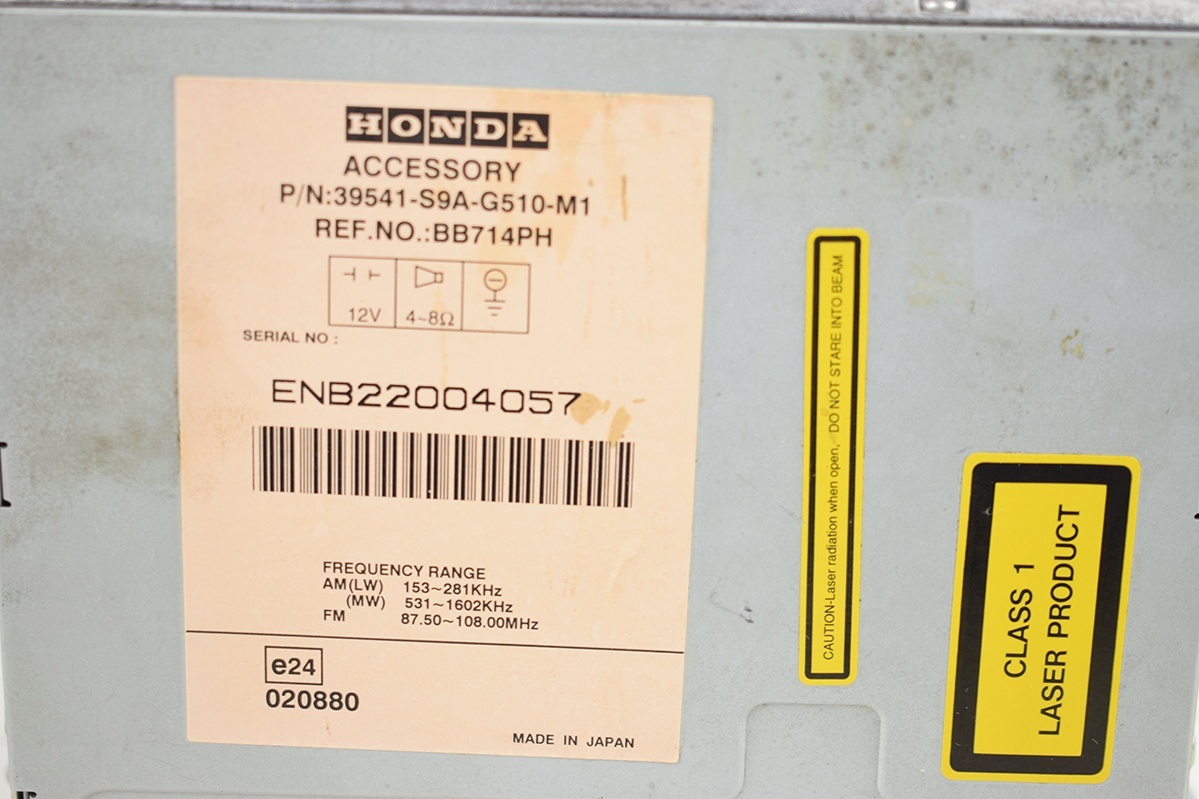 HONDA
ACCESSORY
P/N:39541-S9A-G510-M1
REF.NO.:BB714PH
12V 4~8Ω
SERIAL NO :
ENB22004057
FREQUENCY RANGE
AM(LW) 153~281KHz
(MW) 531~1602KHz
FM 87.50~108.00MHz
e24
020880
MADE IN JAPAN
CAUTION-Laser radiation when open, DO NOT STARE INTO BEAM
CLASS 1
LASER PRODUCT